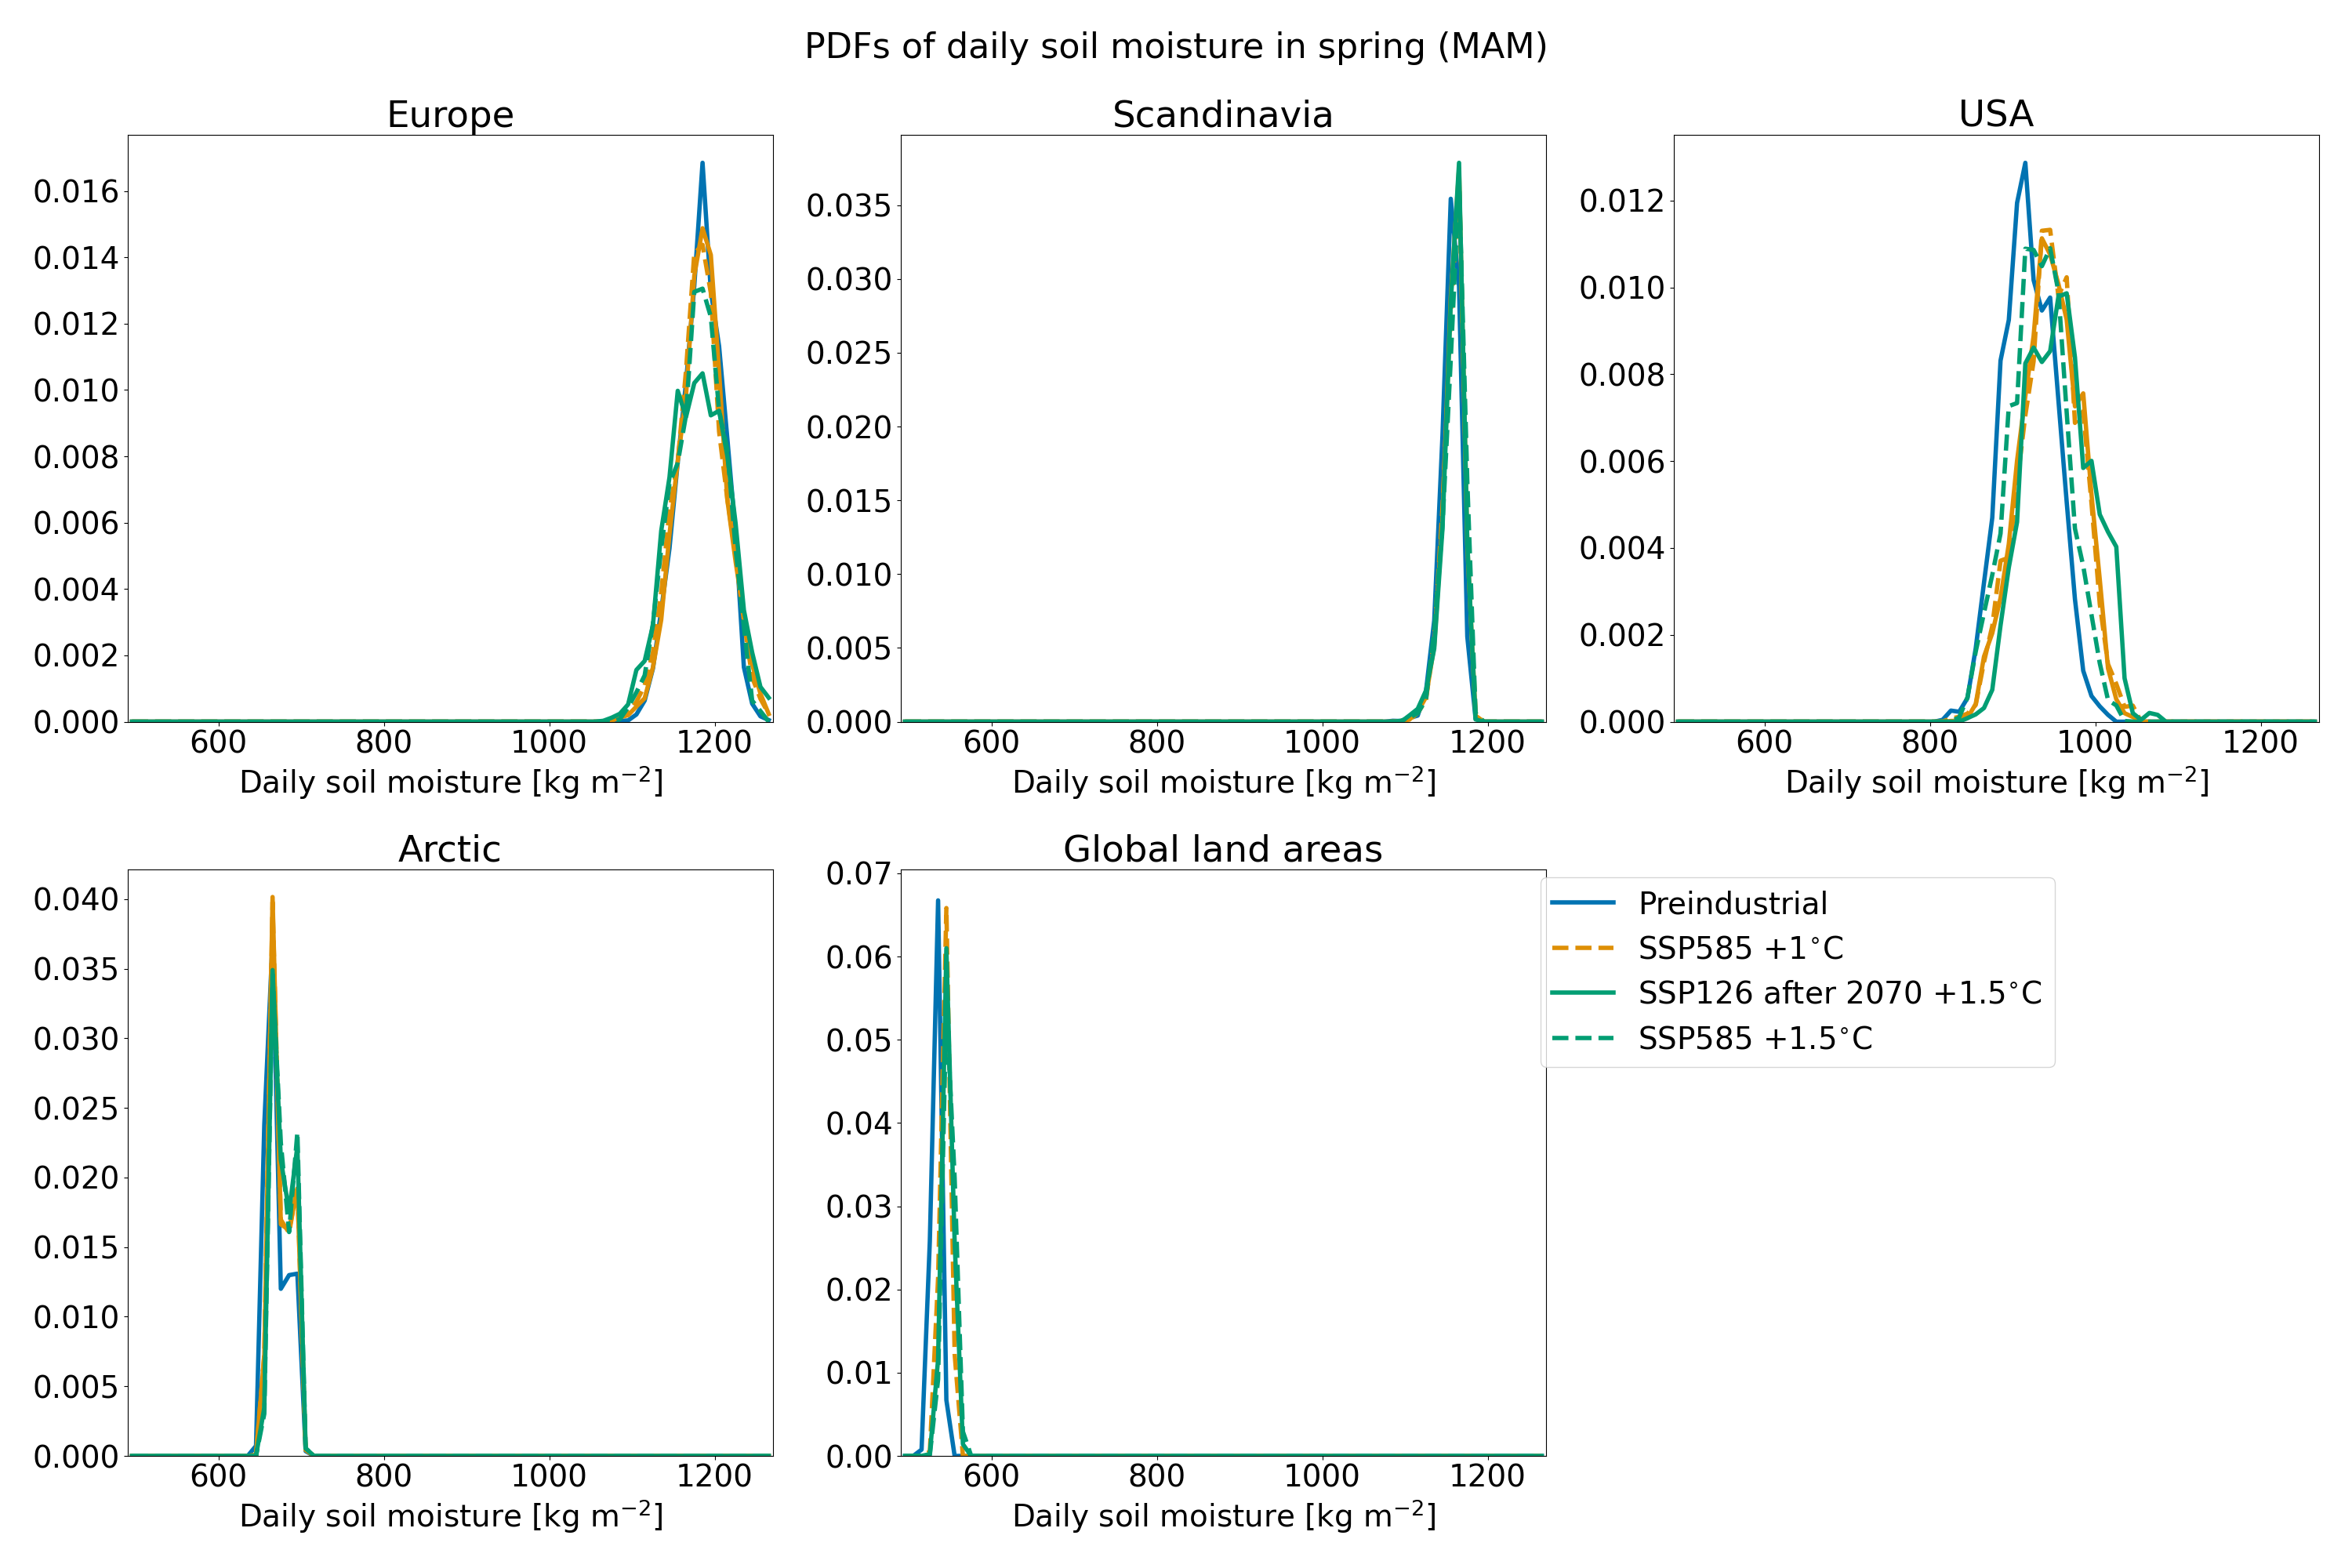 PDFs of daily soil moisture in spring (MAM)
Europe
0.016
0.014
0.012
0.010
0.008
0.006
0.004
0.002
0.000
600 800 1000 1200
Daily soil moisture [kg m⁻²]
Scandinavia
0.035
0.030
0.025
0.020
0.015
0.010
0.005
0.000
600 800 1000 1200
Daily soil moisture [kg m⁻²]
USA
0.012
0.010
0.008
0.006
0.004
0.002
0.000
600 800 1000 1200
Daily soil moisture [kg m⁻²]
Arctic
0.040
0.035
0.030
0.025
0.020
0.015
0.010
0.005
0.000
600 800 1000 1200
Daily soil moisture [kg m⁻²]
Global land areas
0.07
0.06
0.05
0.04
0.03
0.02
0.01
0.00
600 800 1000 1200
Daily soil moisture [kg m⁻²]
Preindustrial
SSP585 +1°C
SSP126 after 2070 +1.5°C
SSP585 +1.5°C